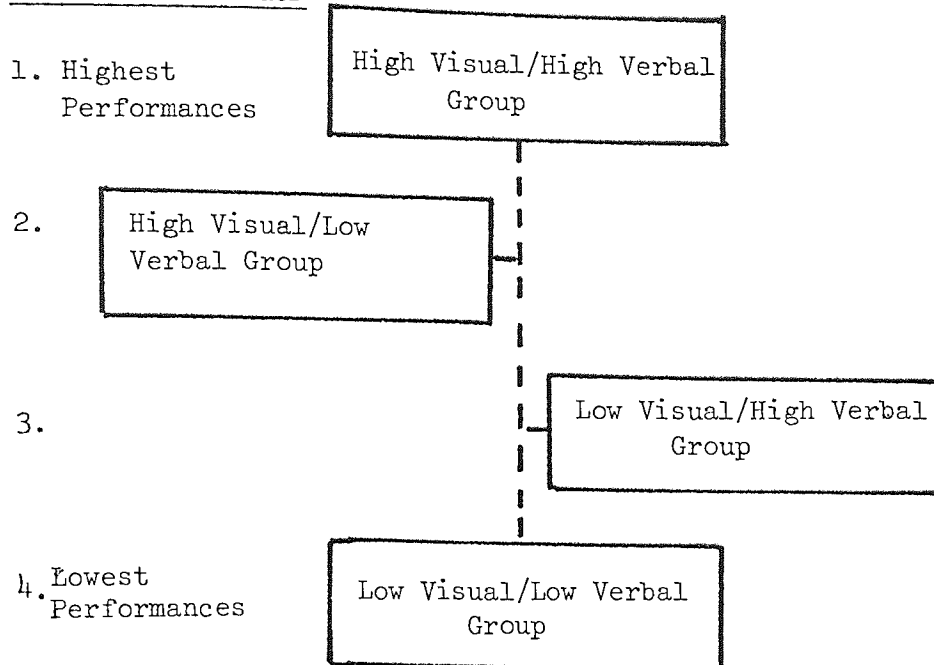 1. Highest
Performances
High Visual/High Verbal
Group
2.
High Visual/Low
Verbal Group
3.
Low Visual/High Verbal
Group
4. Lowest
Performances
Low Visual/Low Verbal
Group